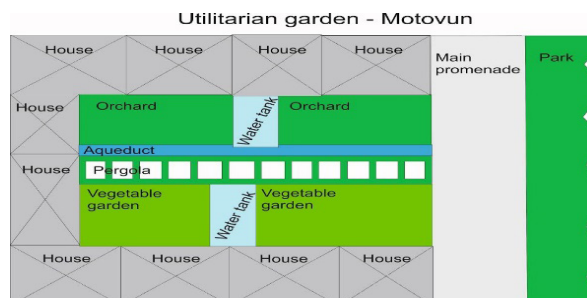 Utilitarian garden - Motovun
House
House
House
House
Main
promenade
Park
House
Orchard
Water tank
Orchard
Aqueduct
House
Pergola
Vegetable
garden
Water tank
Vegetable
garden
House
House
House
House